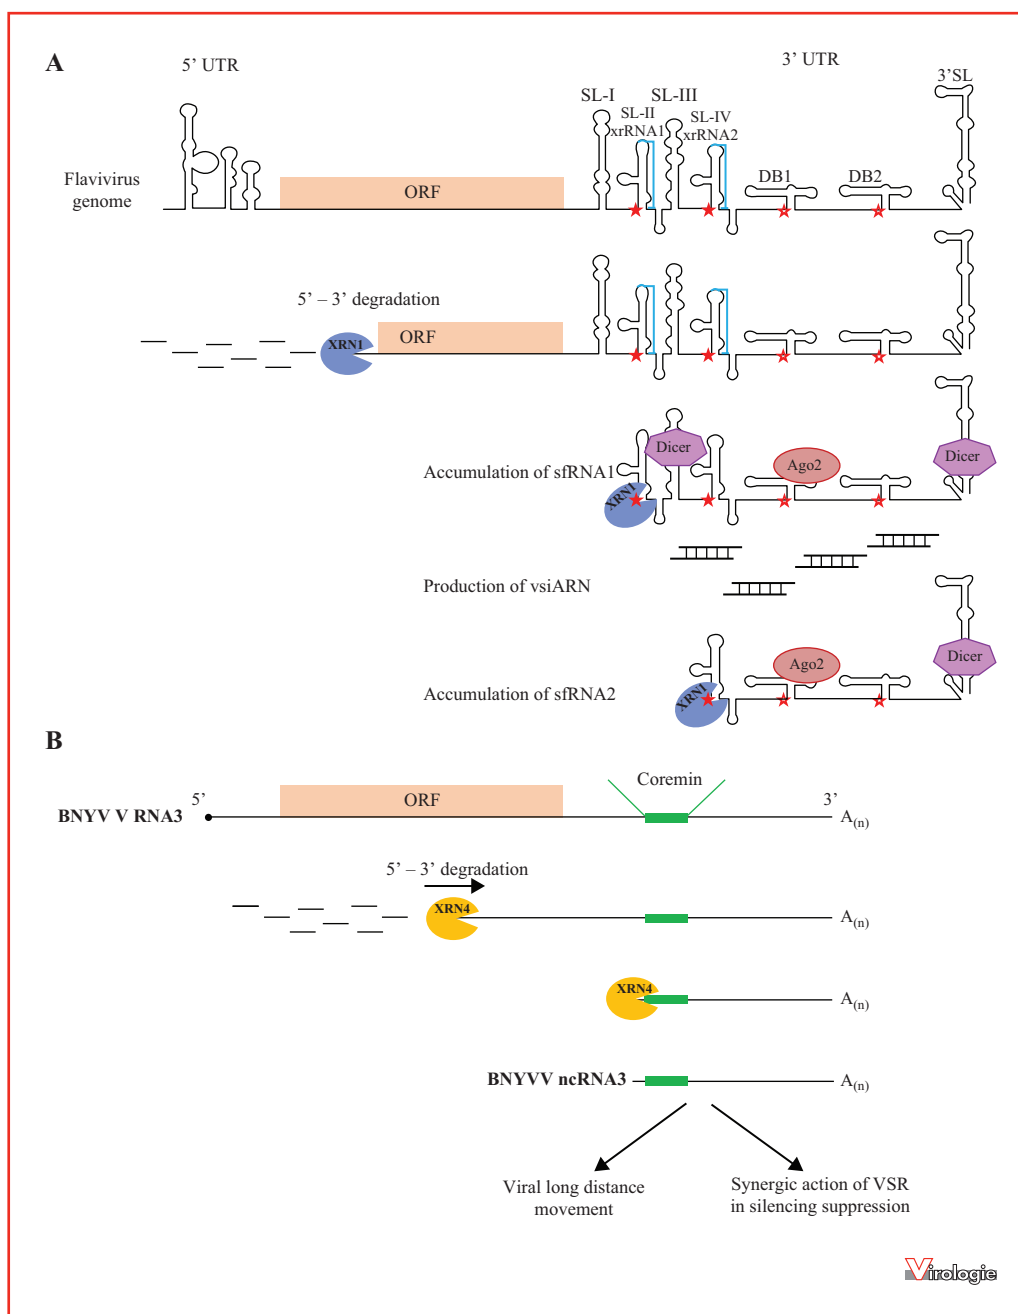 A
5’ UTR
3’ UTR
3’SL
SL-I
SL-III
SL-II
xrRNA1
SL-IV
xrRNA2
DB1
DB2
Flavivirus
genome
ORF
5’ – 3’ degradation
XRN1
ORF
Dicer
Ago2
Dicer
Accumulation of sfRNA1
XRN1
Production of vsiARN
Ago2
Dicer
Accumulation of sfRNA2
XRN1
B
Coremin
5’
ORF
3’
BNYV V RNA3
A(n)
5’ – 3’ degradation
XRN4
A(n)
XRN4
A(n)
BNYVV ncRNA3
A(n)
Viral long distance
movement
Synergic action of VSR
in silencing suppression
Virologie